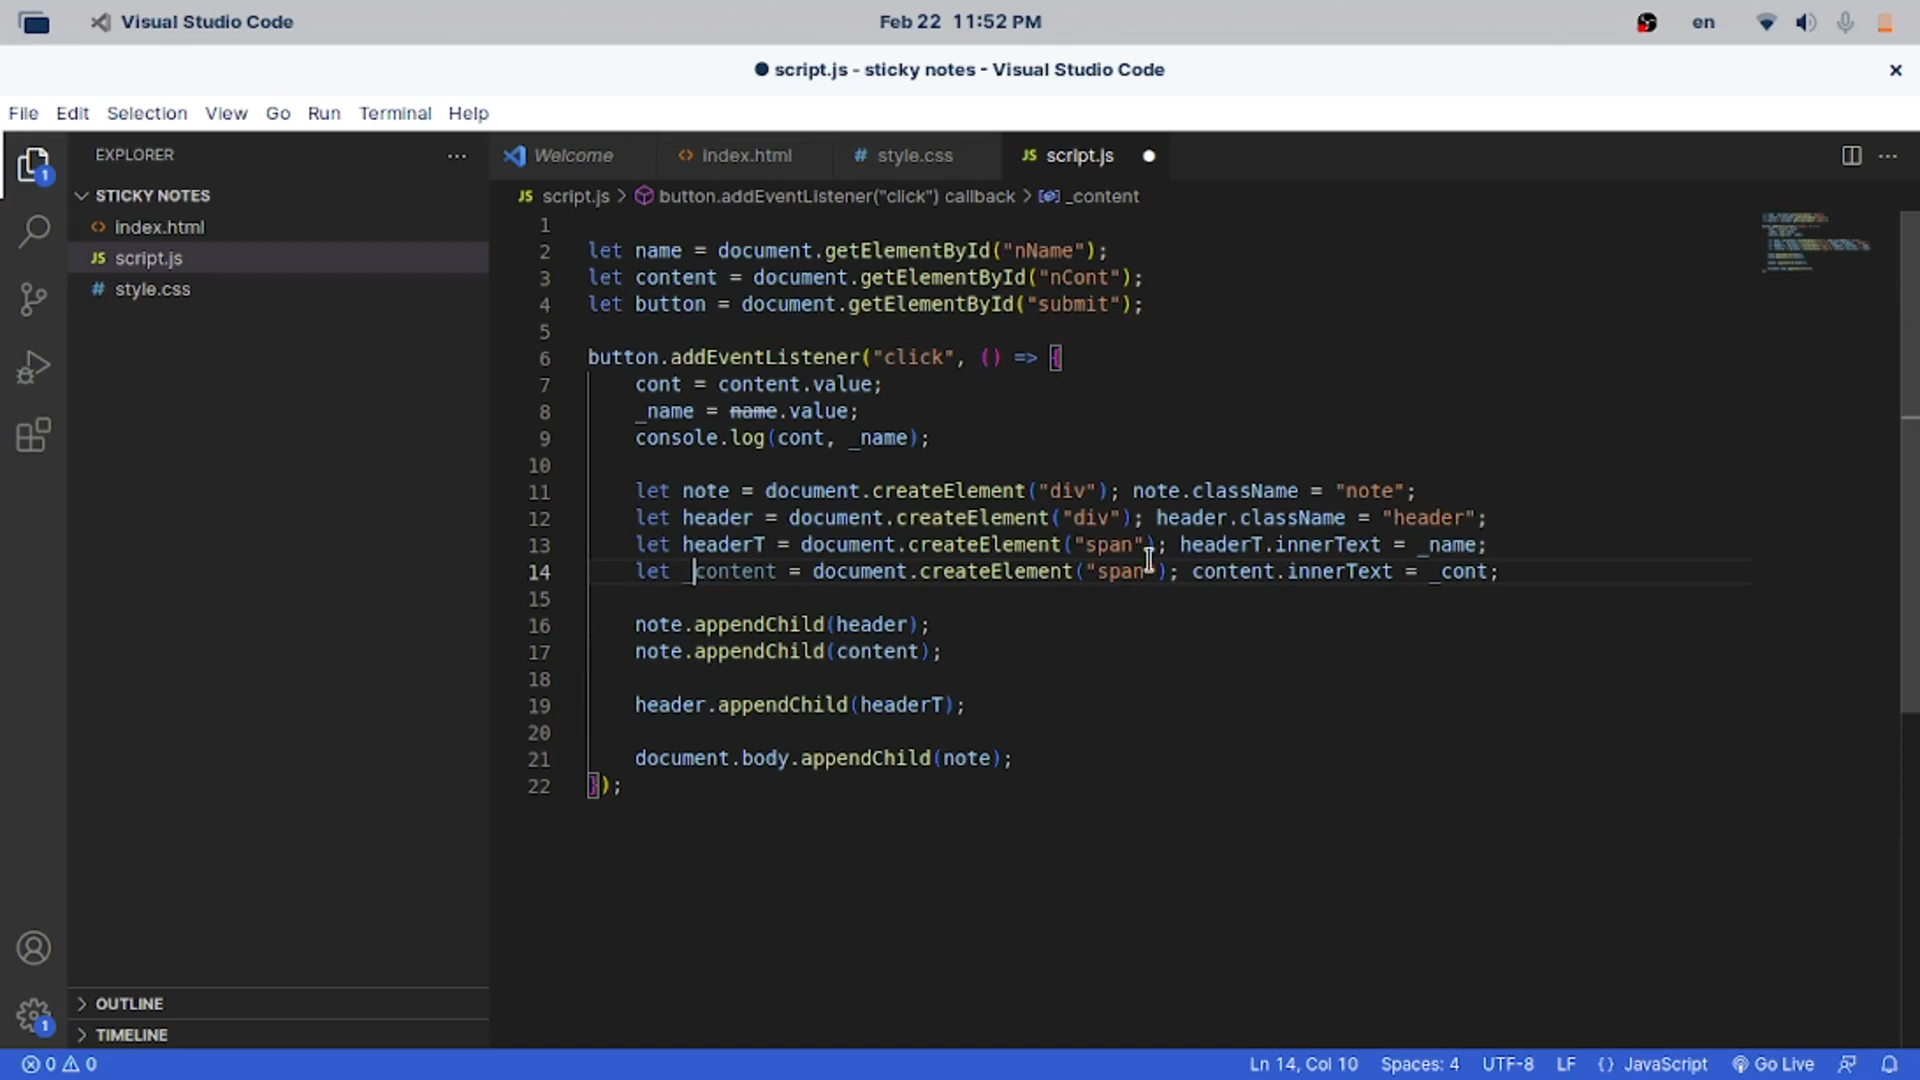 Visual Studio Code
Feb 22 11:52 PM
en
script.js - sticky notes - Visual Studio Code
File Edit Selection View Go Run Terminal Help
EXPLORER
Welcome
index.html
style.css
script.js
STICKY NOTES
script.js > button.addEventListener("click") callback > _content
index.html
script.js
style.css
1
2 let name = document.getElementById("nName");
3 let content = document.getElementById("nCont");
4 let button = document.getElementById("submit");
5
6 button.addEventListener("click", () => {
7 cont = content.value;
8 _name = name.value;
9 console.log(cont, _name);
10
11 let note = document.createElement("div"); note.className = "note";
12 let header = document.createElement("div"); header.className = "header";
13 let headerT = document.createElement("span"); headerT.innerText = _name;
14 let _content = document.createElement("span"); content.innerText = _cont;
15
16 note.appendChild(header);
17 note.appendChild(content);
18
19 header.appendChild(headerT);
20
21 document.body.appendChild(note);
22 });
1
OUTLINE
TIMELINE
1
0 0
Ln 14, Col 10
Spaces: 4
UTF-8
LF
{} JavaScript
Go Live